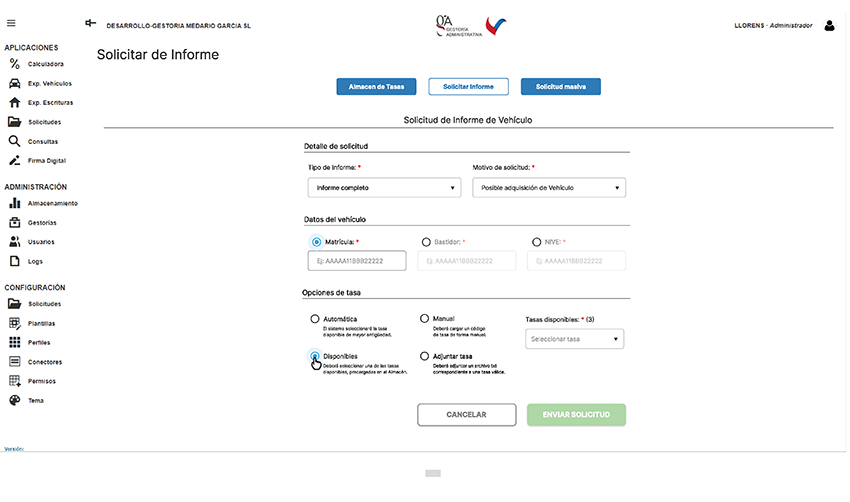 DESARROLLO-GESTORIA MEDARIO GARCIA SL
gA
GESTORÍA
ADMINISTRATIVA
LLORENS - Administrador
APLICACIONES
Calculadora
Exp. Vehículos
Exp. Escrituras
Solicitudes
Consultas
Firma Digital
ADMINISTRACIÓN
Almacenamiento
Gestorías
Usuarios
Logs
CONFIGURACIÓN
Solicitudes
Plantillas
Perfiles
Conectores
Permisos
Tema
Versión:
Solicitar de Informe
Almacen de Tasas
Solicitar Informe
Solicitud masiva
Solicitud de Informe de Vehículo
Detalle de solicitud
Tipo de Informe: *
Motivo de solicitud: *
Informe completo
Posible adquisición de Vehículo
Datos del vehículo
Matrícula: *
Bastidor: *
NIVE: *
Ej: AAAAA11BBB22222
Ej: AAAAA11BBB22222
Ej: AAAAA11BBB22222
Opciones de tasa
Automática
El sistema seleccionará la tasa
disponible de mayor antigüedad.
Manual
Deberá cargar un código
de tasa de forma manual.
Tasas disponibles: * (3)
Seleccionar tasa
Disponibles
Deberá seleccionar una de las tasas
disponibles, precargadas en el Almacén.
Adjuntar tasa
Deberá adjuntar un archivo txt
correspondiente a una tasa válida.
CANCELAR
ENVIAR SOLICITUD